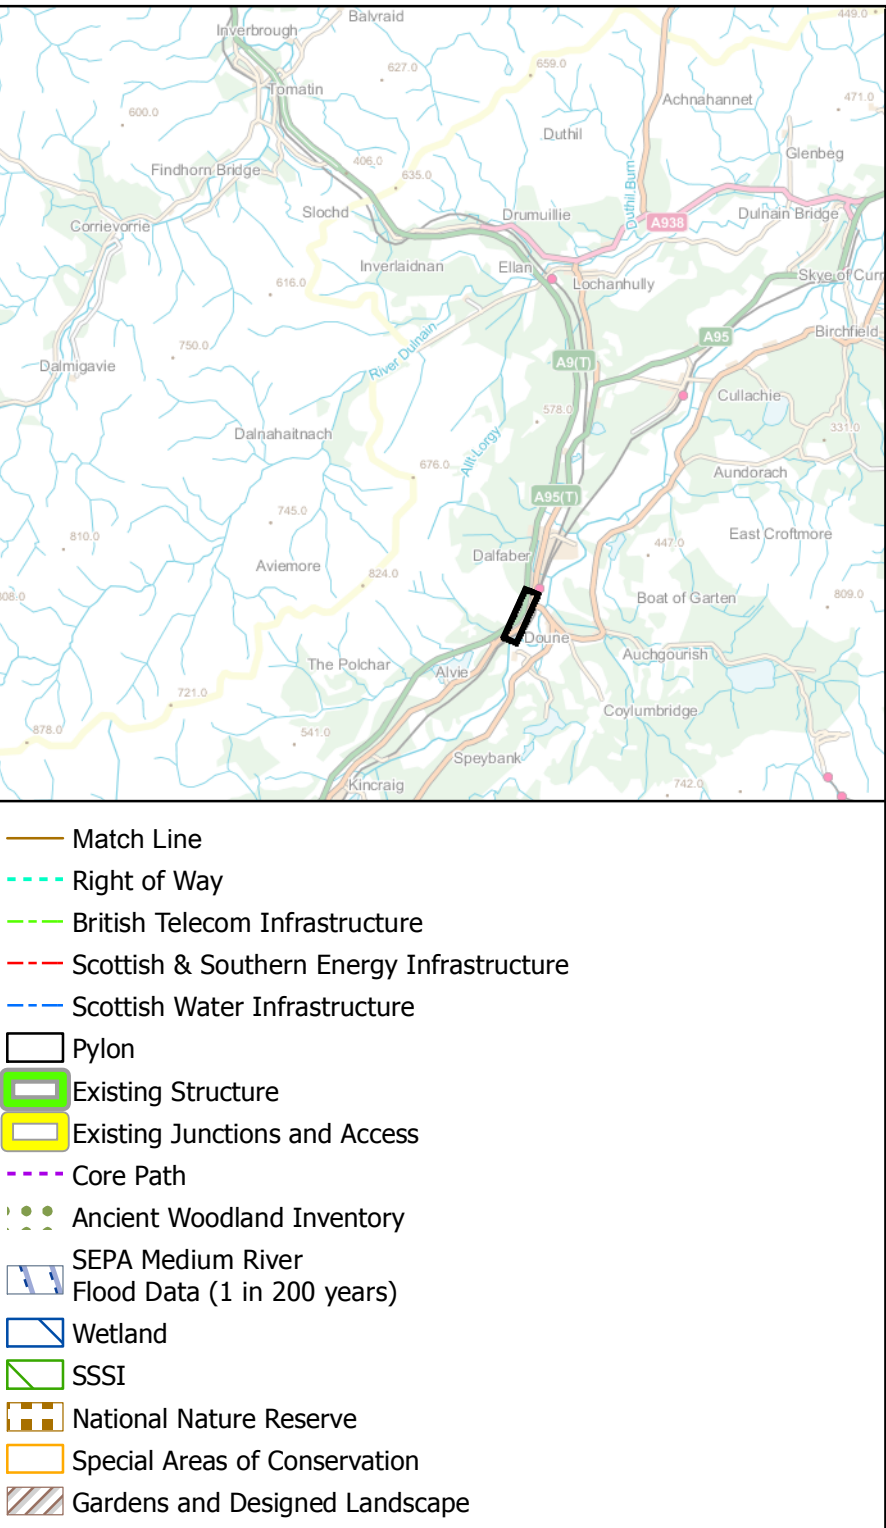 Balvraid
449.0
Inverbrough
627.0
659.0
Tomatin
Achnahannet
471.0
600.0
Duthil
Glenbeg
406.0
Findhorn Bridge
635.0
Duthil Burn
Slochd
Drumuillie
A938
Dulnain Bridge
Corrievorrie
Inverlaidnan
Ellan
Skye of Curr
616.0
Lochanhully
River Dulnain
A95
Birchfield
750.0
A9(T)
Dalmigavie
Cullachie
578.0
331.0
Dalnahaitnach
Allt Lorgy
676.0
Aundorach
A95(T)
745.0
810.0
East Croftmore
447.0
Dalfaber
Aviemore
824.0
808.0
Boat of Garten
809.0
Doune
The Polchar
Alvie
Auchgourish
721.0
Coylumbridge
878.0
541.0
Speybank
Kincraig
742.0
Match Line
Right of Way
British Telecom Infrastructure
Scottish & Southern Energy Infrastructure
Scottish Water Infrastructure
Pylon
Existing Structure
Existing Junctions and Access
Core Path
Ancient Woodland Inventory
SEPA Medium River
Flood Data (1 in 200 years)
Wetland
SSSI
National Nature Reserve
Special Areas of Conservation
Gardens and Designed Landscape